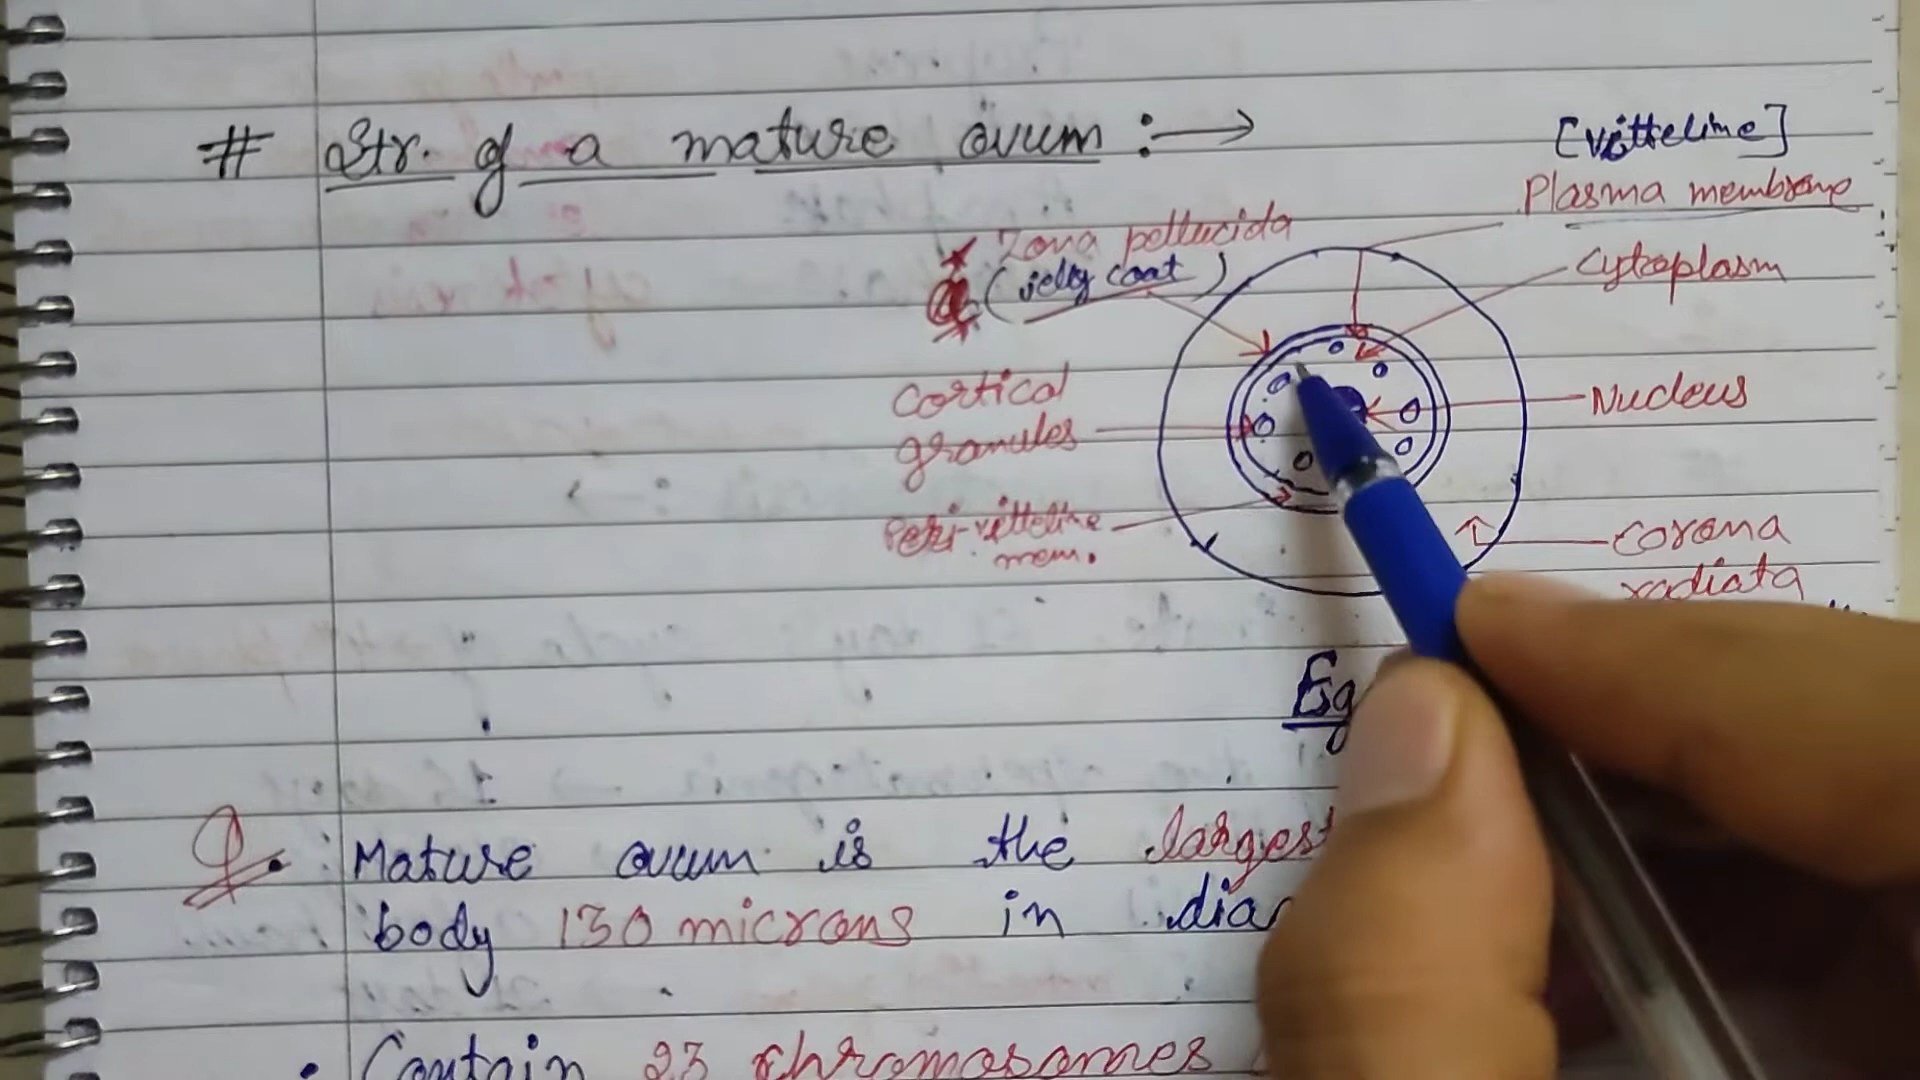 # Str. of a mature ovum :→
[Vitteline]
Plasma membrane
Zona pellucida
(jelly coat)
Cytoplasm
Cortical
granules
Nucleus
Peri-vitteline
mem.
Corona
radiata
Eg
Q. Mature ovum is the largest
body 130 microns in dia
• Contain 23 chromosomes